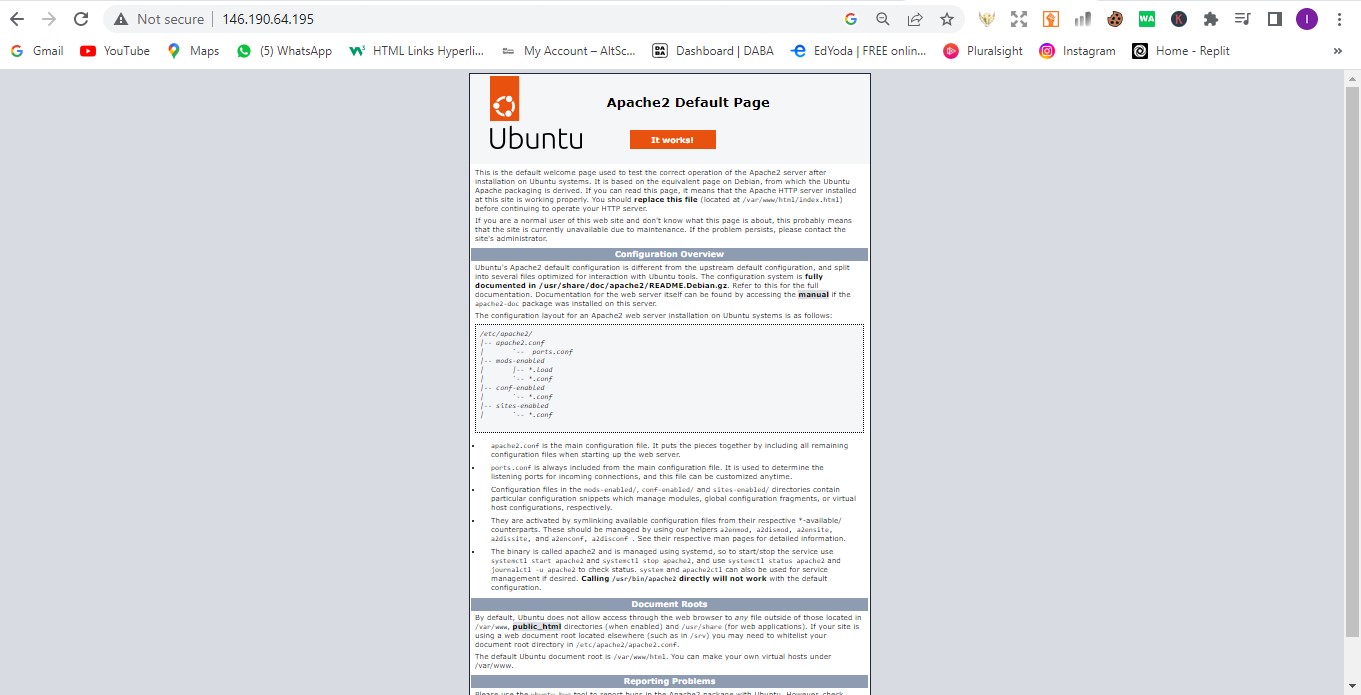 Not secure | 146.190.64.195
WA
K
I
Gmail
YouTube
Maps
(5) WhatsApp
HTML Links Hyperli...
My Account – AltSc...
Dashboard | DABA
EdYoda | FREE onlin...
Pluralsight
Instagram
Home - Replit
»
Apache2 Default Page
Ubuntu
It works!
This is the default welcome page used to test the correct operation of the Apache2 server after
installation on Ubuntu systems. It is based on the equivalent page on Debian, from which the Ubuntu
Apache packaging is derived. If you can read this page, it means that the Apache HTTP server installed
at this site is working properly. You should replace this file (located at /var/www/html/index.html)
before continuing to operate your HTTP server.
If you are a normal user of this web site and don't know what this page is about, this probably means
that the site is currently unavailable due to maintenance. If the problem persists, please contact the
site's administrator.
Configuration Overview
Ubuntu's Apache2 default configuration is different from the upstream default configuration, and split
into several files optimized for interaction with Ubuntu tools. The configuration system is fully
documented in /usr/share/doc/apache2/README.Debian.gz. Refer to this for the full
documentation. Documentation for the web server itself can be found by accessing the manual if the
apache2-doc package was installed on this server.
The configuration layout for an Apache2 web server installation on Ubuntu systems is as follows:
/etc/apache2/
|-- apache2.conf
|       `--  ports.conf
|-- mods-enabled
|       |-- *.load
|       `-- *.conf
|-- conf-enabled
|       `-- *.conf
|-- sites-enabled
|       `-- *.conf
apache2.conf is the main configuration file. It puts the pieces together by including all remaining
configuration files when starting up the web server.
ports.conf is always included from the main configuration file. It is used to determine the
listening ports for incoming connections, and this file can be customized anytime.
Configuration files in the mods-enabled/, conf-enabled/ and sites-enabled/ directories contain
particular configuration snippets which manage modules, global configuration fragments, or virtual
host configurations, respectively.
They are activated by symlinking available configuration files from their respective *-available/
counterparts. These should be managed by using our helpers a2enmod, a2dismod, a2ensite,
a2dissite, and a2enconf, a2disconf . See their respective man pages for detailed information.
The binary is called apache2 and is managed using systemd, so to start/stop the service use
systemctl start apache2 and systemctl stop apache2, and use systemctl status apache2 and
journalctl -u apache2 to check status. system and apache2ctl can also be used for service
management if desired. Calling /usr/bin/apache2 directly will not work with the default
configuration.
Document Roots
By default, Ubuntu does not allow access through the web browser to any file outside of those located in
/var/www, public_html directories (when enabled) and /usr/share (for web applications). If your site is
using a web document root located elsewhere (such as in /srv) you may need to whitelist your
document root directory in /etc/apache2/apache2.conf.
The default Ubuntu document root is /var/www/html. You can make your own virtual hosts under
/var/www.
Reporting Problems
Please use the ubuntu-bug tool to report bugs in the Apache2 package with Ubuntu. However, check